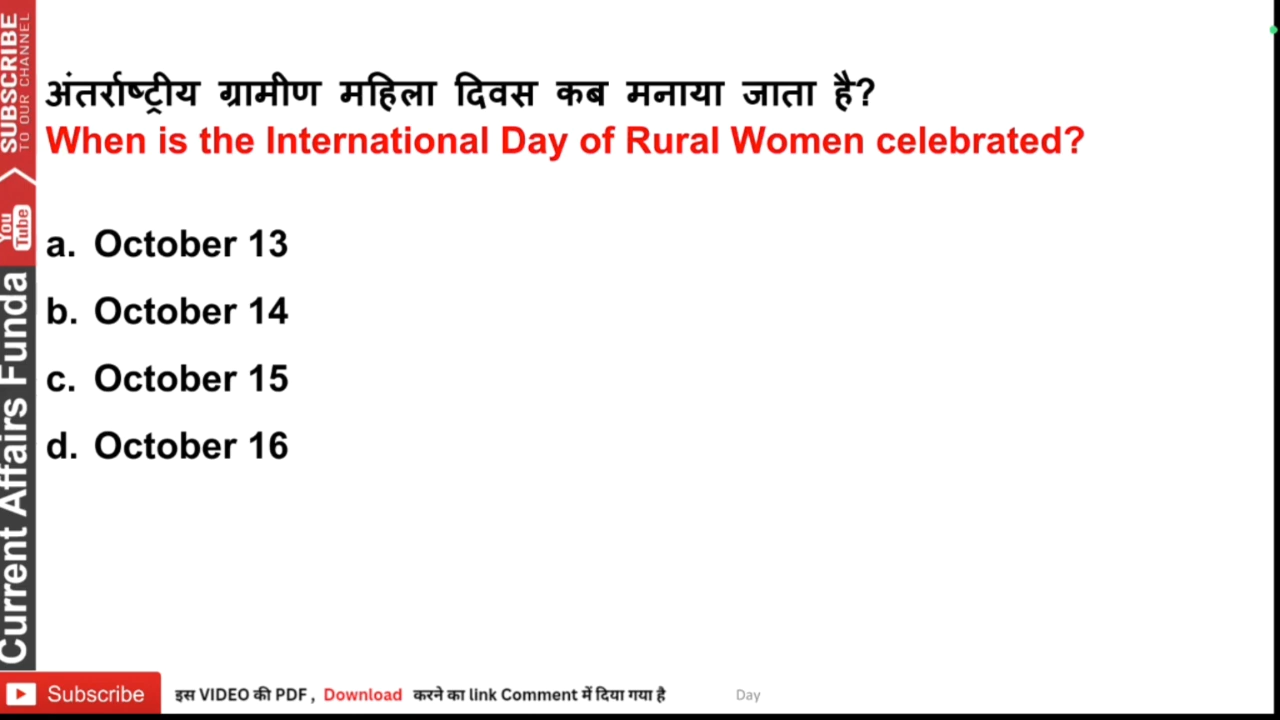 SUBSCRIBE
TO OUR CHANNEL
You
Tube
Current Affairs Funda
अंतर्राष्ट्रीय ग्रामीण महिला दिवस कब मनाया जाता है?
When is the International Day of Rural Women celebrated?
a. October 13
b. October 14
c. October 15
d. October 16
Subscribe
इस VIDEO की PDF , Download करने का link Comment में दिया गया है
Day